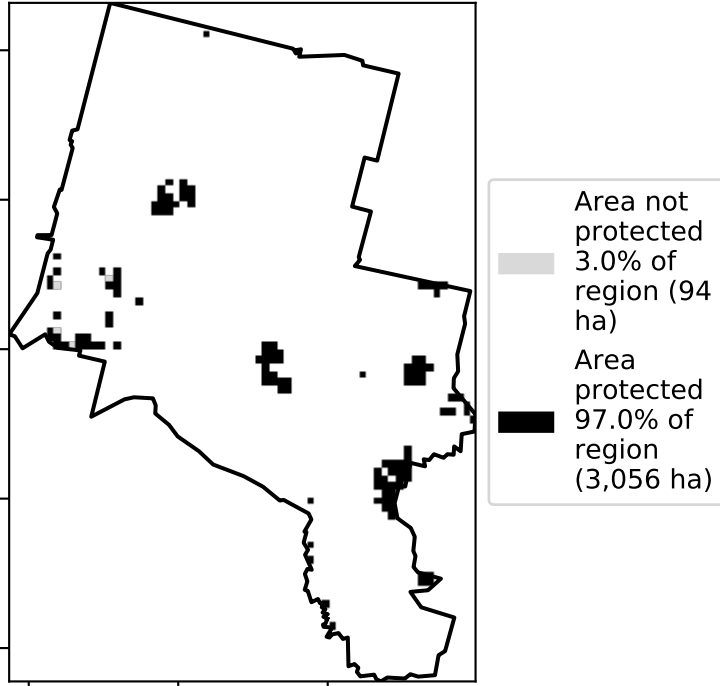 Area not
protected
3.0% of
region (94
ha)
Area
protected
97.0% of
region
(3,056 ha)